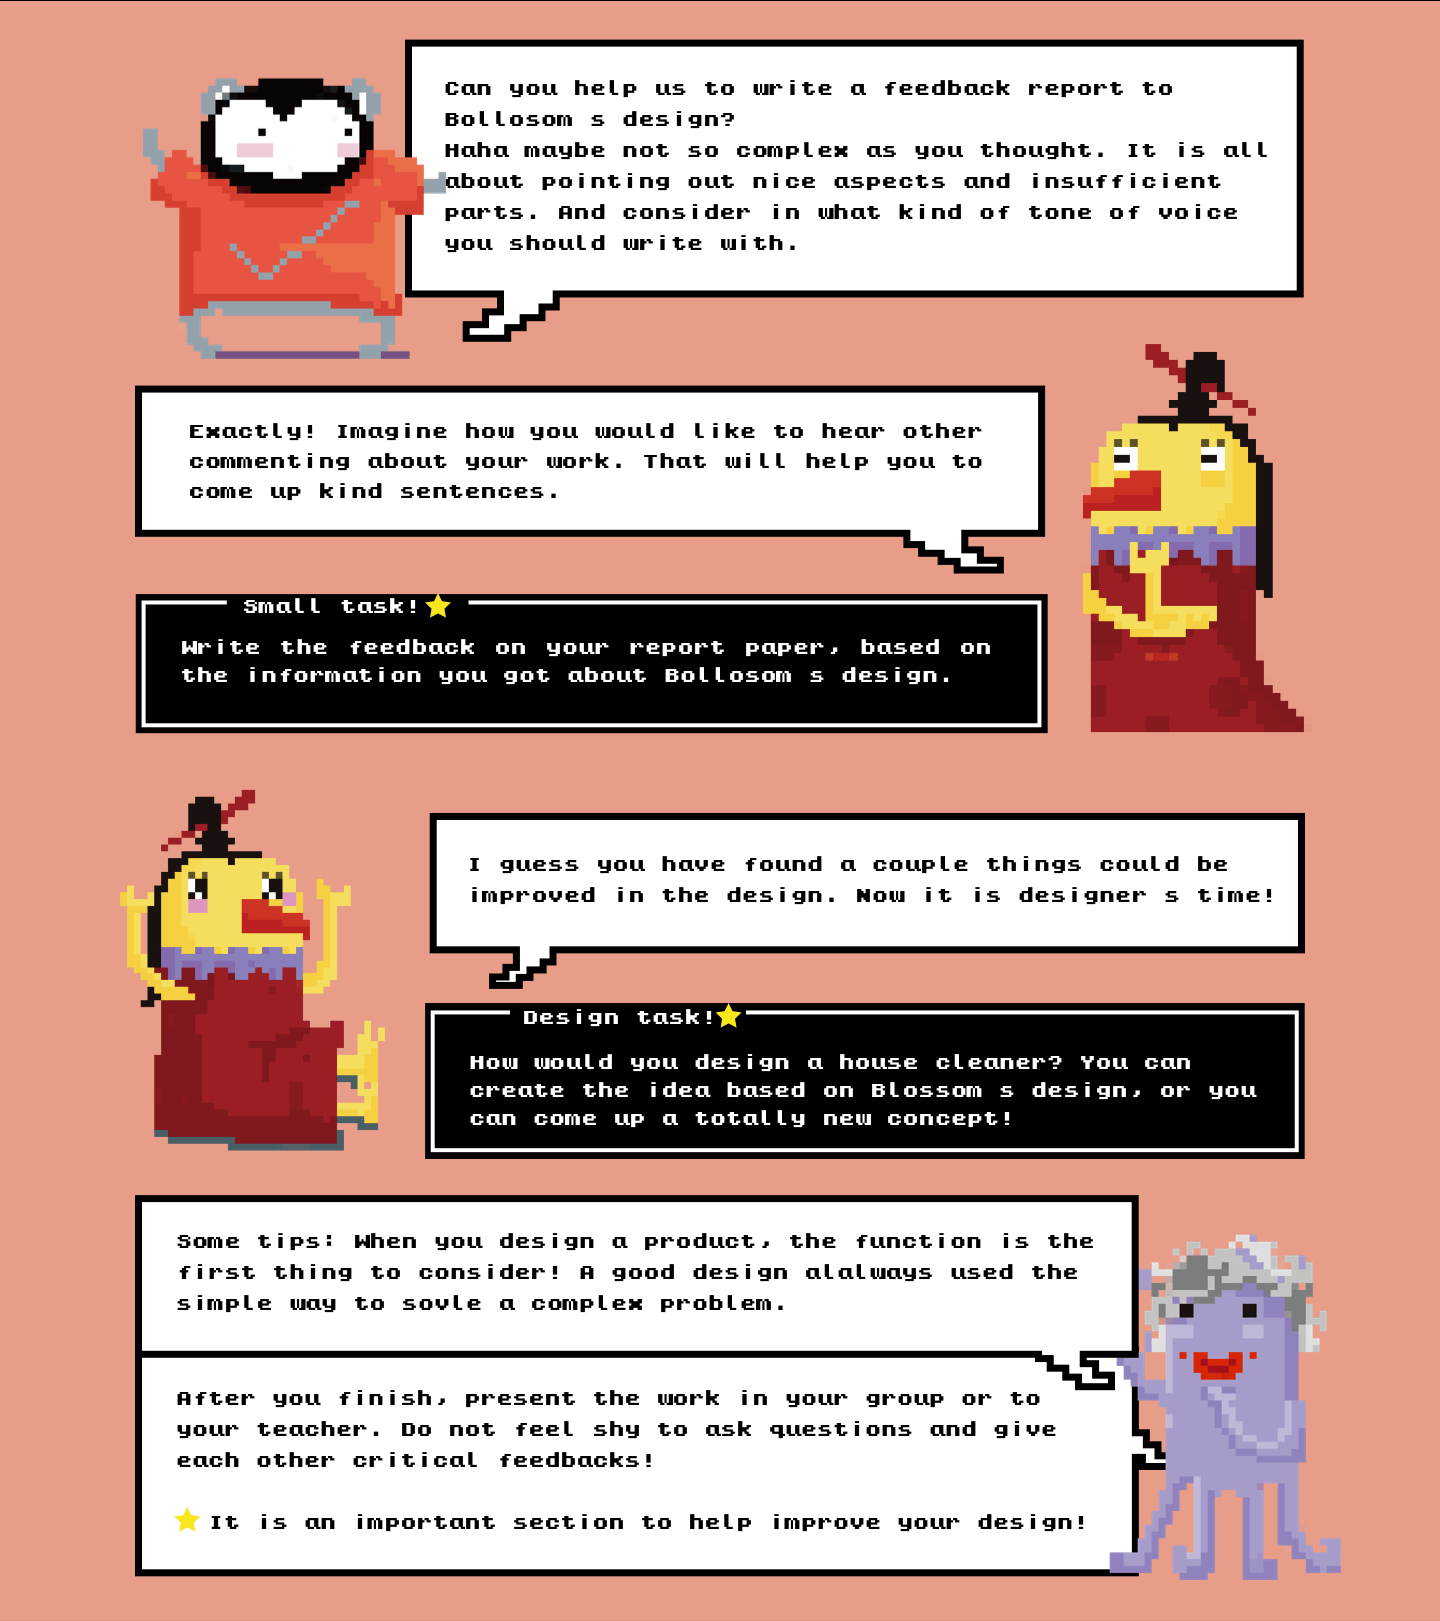 Can you help us to write a feedback report to
Bollosom s design?
Haha maybe not so complex as you thought. It is all
about pointing out nice aspects and insufficient
parts. And consider in what kind of tone of voice
you should write with.
Exactly! Imagine how you would like to hear other
commenting about your work. That will help you to
come up kind sentences.
Small task!
Write the feedback on your report paper, based on
the information you got about Bollosom s design.
I guess you have found a couple things could be
improved in the design. Now it is designer s time!
Design task!
How would you design a house cleaner? You can
create the idea based on Blossom s design, or you
can come up a totally new concept!
Some tips: When you design a product, the function is the
first thing to consider! A good design alalways used the
simple way to sovle a complex problem.
After you finish, present the work in your group or to
your teacher. Do not feel shy to ask questions and give
each other critical feedbacks!
It is an important section to help improve your design!